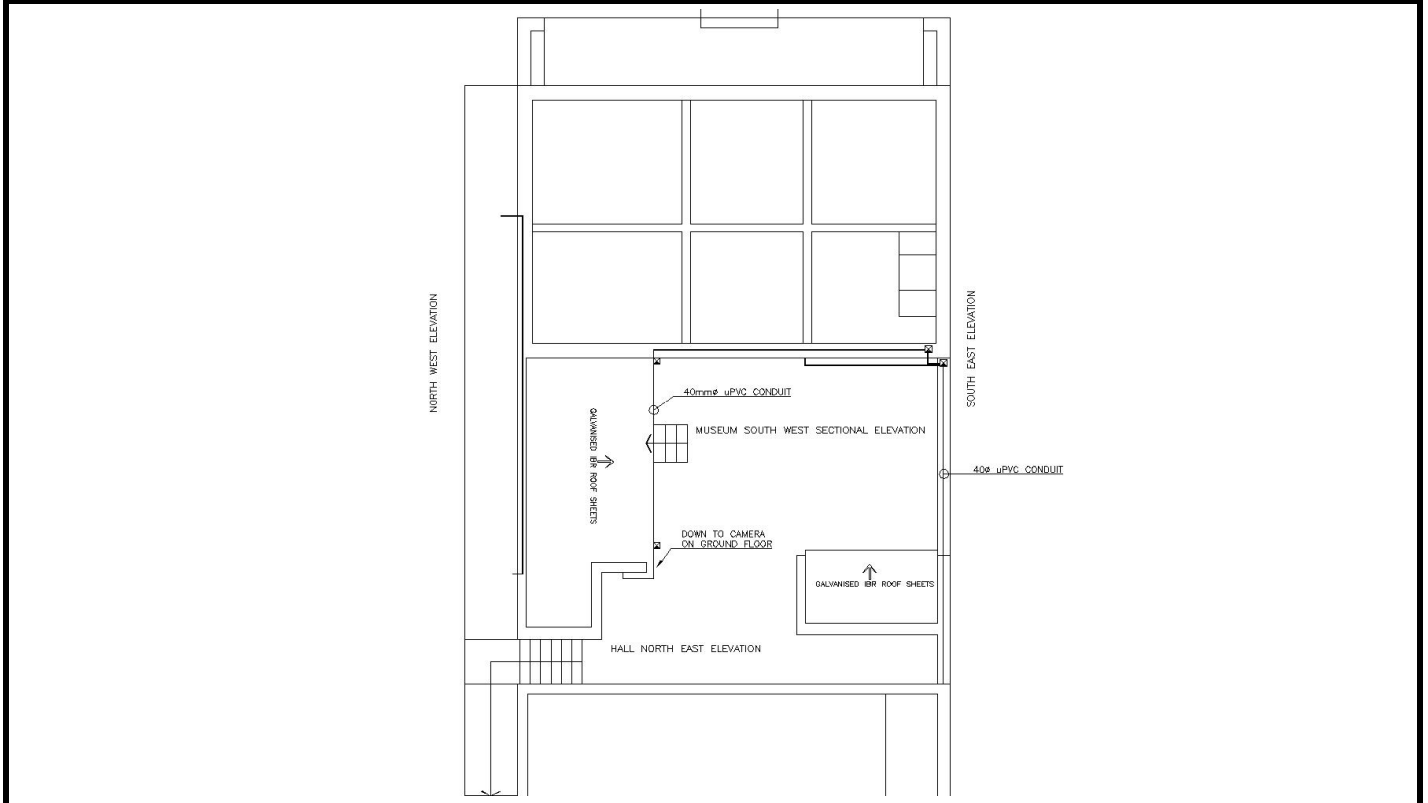 NORTH WEST ELEVATION
SOUTH EAST ELEVATION
40mmø uPVC CONDUIT
GALVANISED IBR ROOF SHEETS
MUSEUM SOUTH WEST SECTIONAL ELEVATION
40ø uPVC CONDUIT
DOWN TO CAMERA
ON GROUND FLOOR
GALVANISED IBR ROOF SHEETS
HALL NORTH EAST ELEVATION